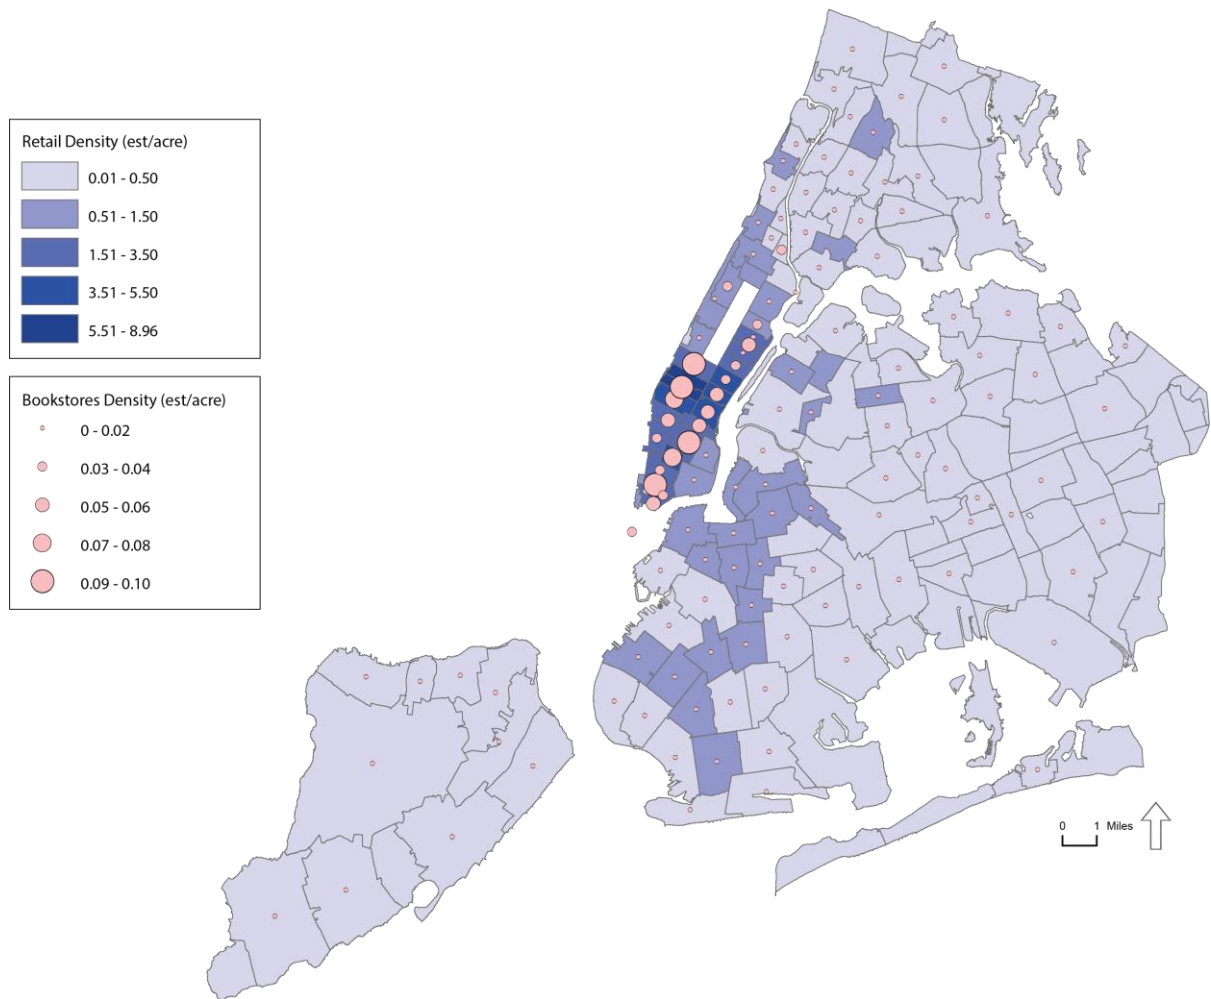 Retail Density (est/acre)
0.01 - 0.50
0.51 - 1.50
1.51 - 3.50
3.51 - 5.50
5.51 - 8.96
Bookstores Density (est/acre)
0 - 0.02
0.03 - 0.04
0.05 - 0.06
0.07 - 0.08
0.09 - 0.10
0 1 Miles